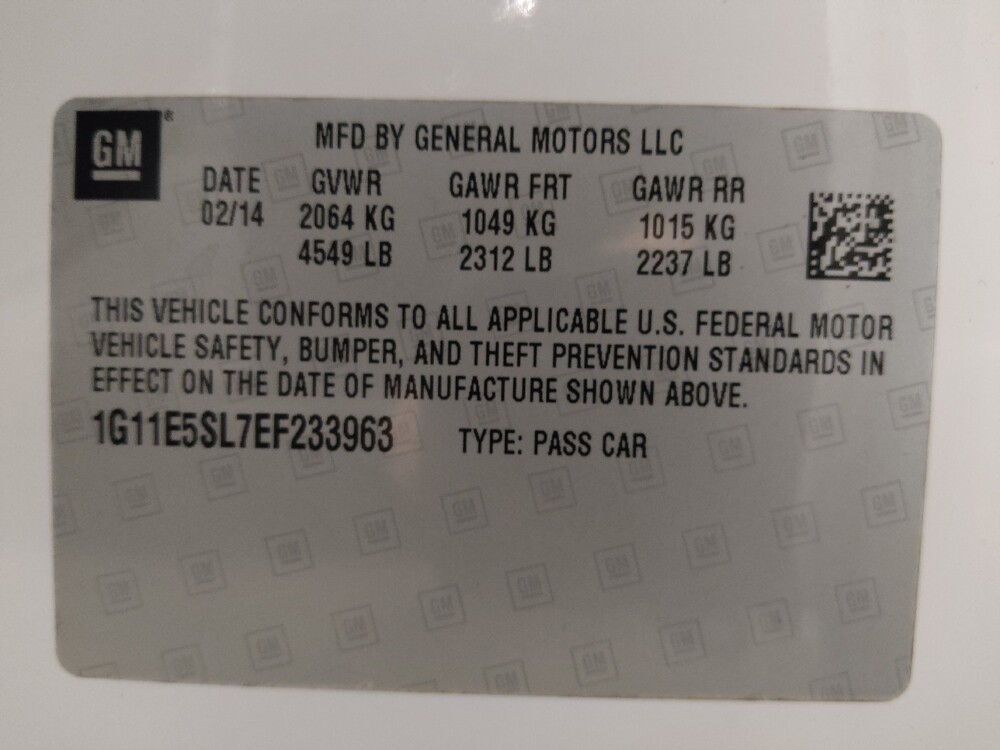 GM®
MFD BY GENERAL MOTORS LLC
DATE GVWR GAWR FRT GAWR RR
02/14 2064 KG 1049 KG 1015 KG
4549 LB 2312 LB 2237 LB
THIS VEHICLE CONFORMS TO ALL APPLICABLE U.S. FEDERAL MOTOR
VEHICLE SAFETY, BUMPER, AND THEFT PREVENTION STANDARDS IN
EFFECT ON THE DATE OF MANUFACTURE SHOWN ABOVE.
1G11E5SL7EF233963 TYPE: PASS CAR